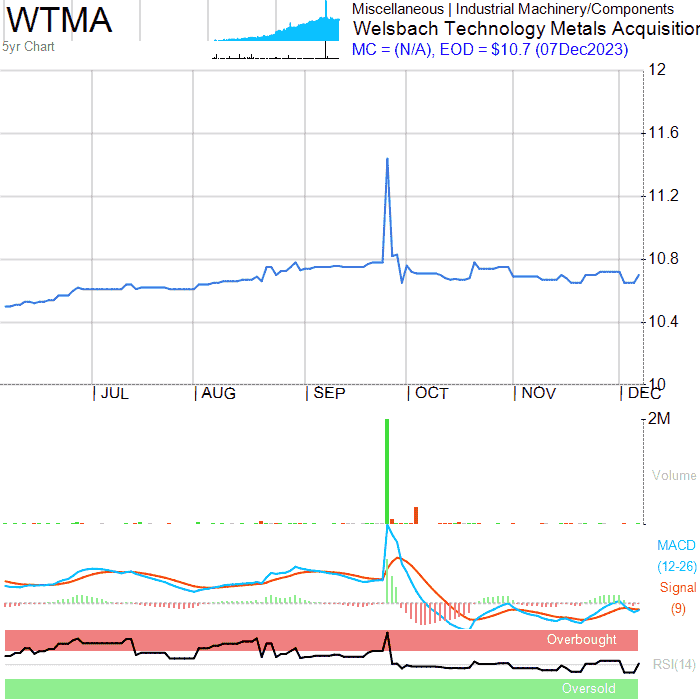 WTMA
5yr Chart
Miscellaneous | Industrial Machinery/Components
Welsbach Technology Metals Acquisition
MC = (N/A), EOD = $10.7 (07Dec2023)
12
11.6
11.2
10.8
10.4
10
JUL
AUG
SEP
OCT
NOV
DEC
2M
Volume
MACD
(12-26)
Signal
(9)
Overbought
RSI(14)
Oversold